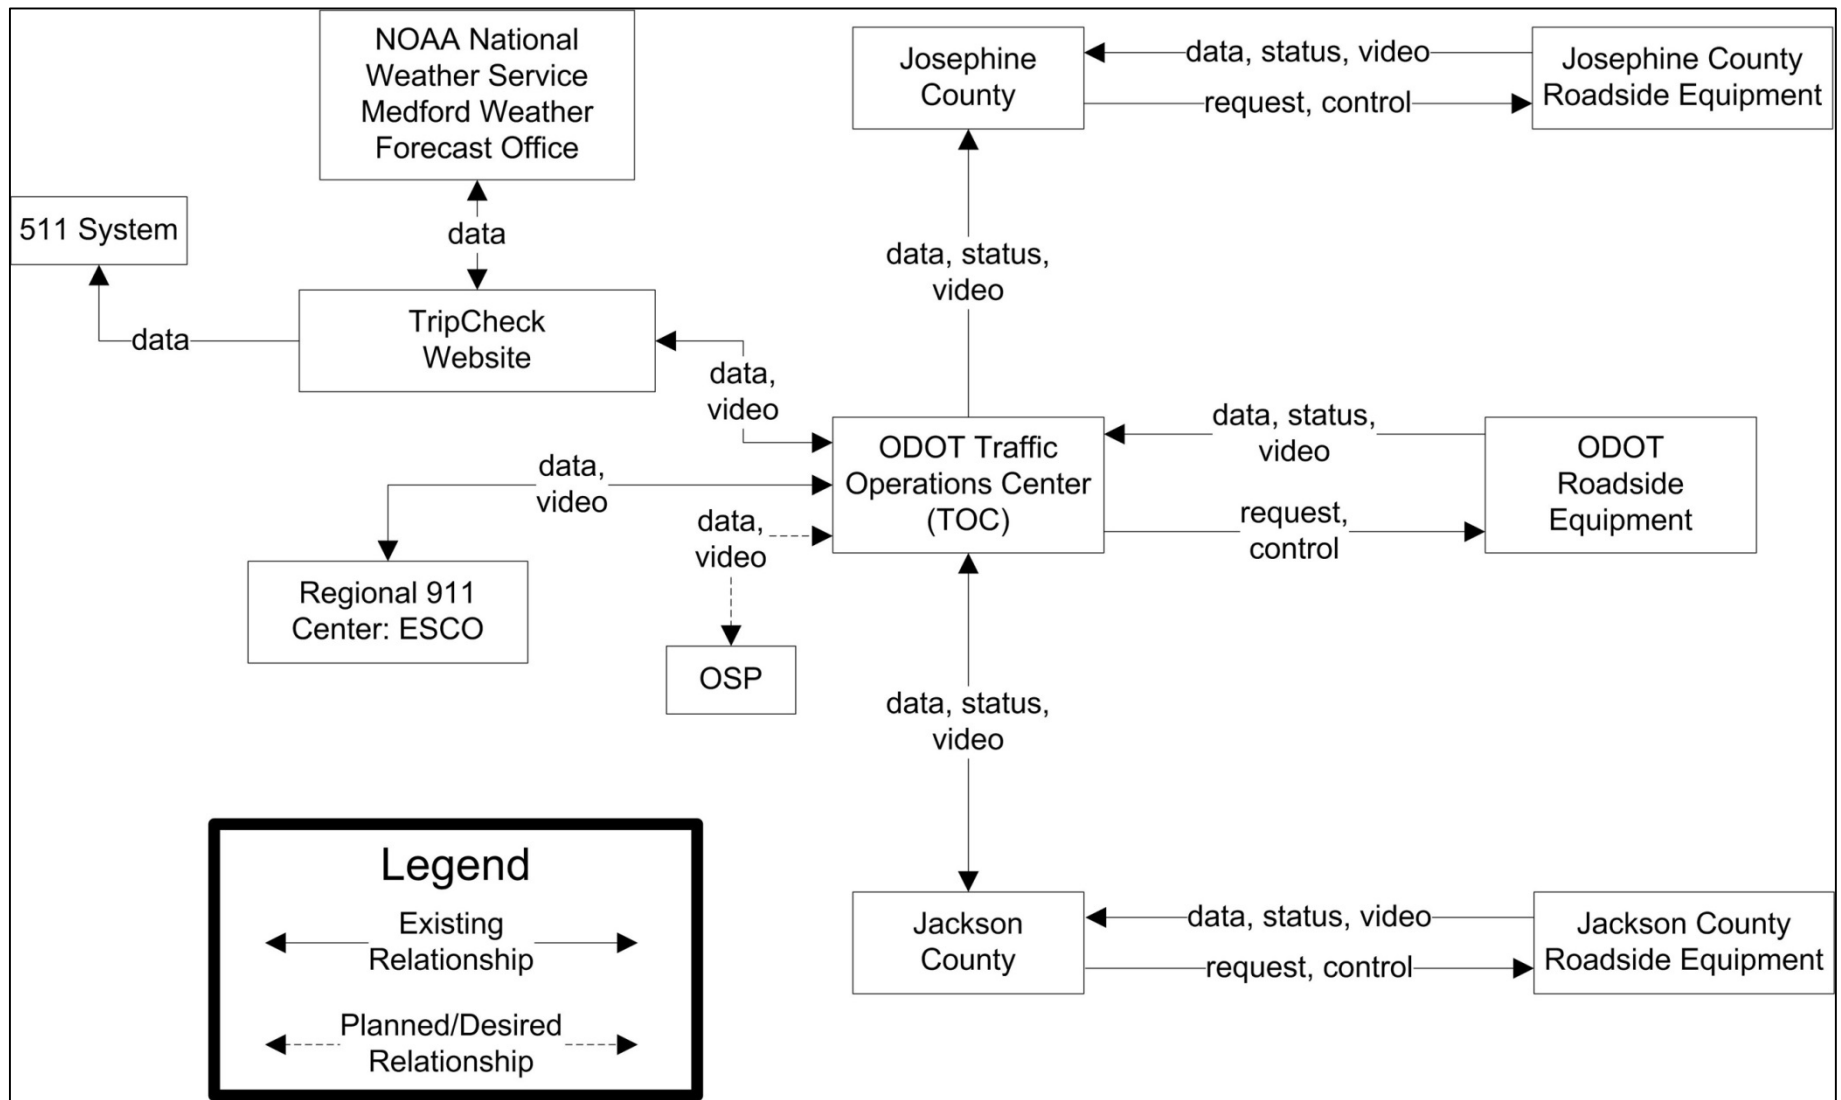 NOAA National
Weather Service
Medford Weather
Forecast Office
Josephine
County
data, status, video
request, control
Josephine County
Roadside Equipment
511 System
data
data
TripCheck
Website
data, status,
video
data,
video
ODOT Traffic
Operations Center
(TOC)
data, status,
video
request,
control
ODOT
Roadside
Equipment
data,
video
data,
video
Regional 911
Center: ESCO
OSP
data, status,
video
Legend
Existing
Relationship
Planned/Desired
Relationship
Jackson
County
data, status, video
request, control
Jackson County
Roadside Equipment